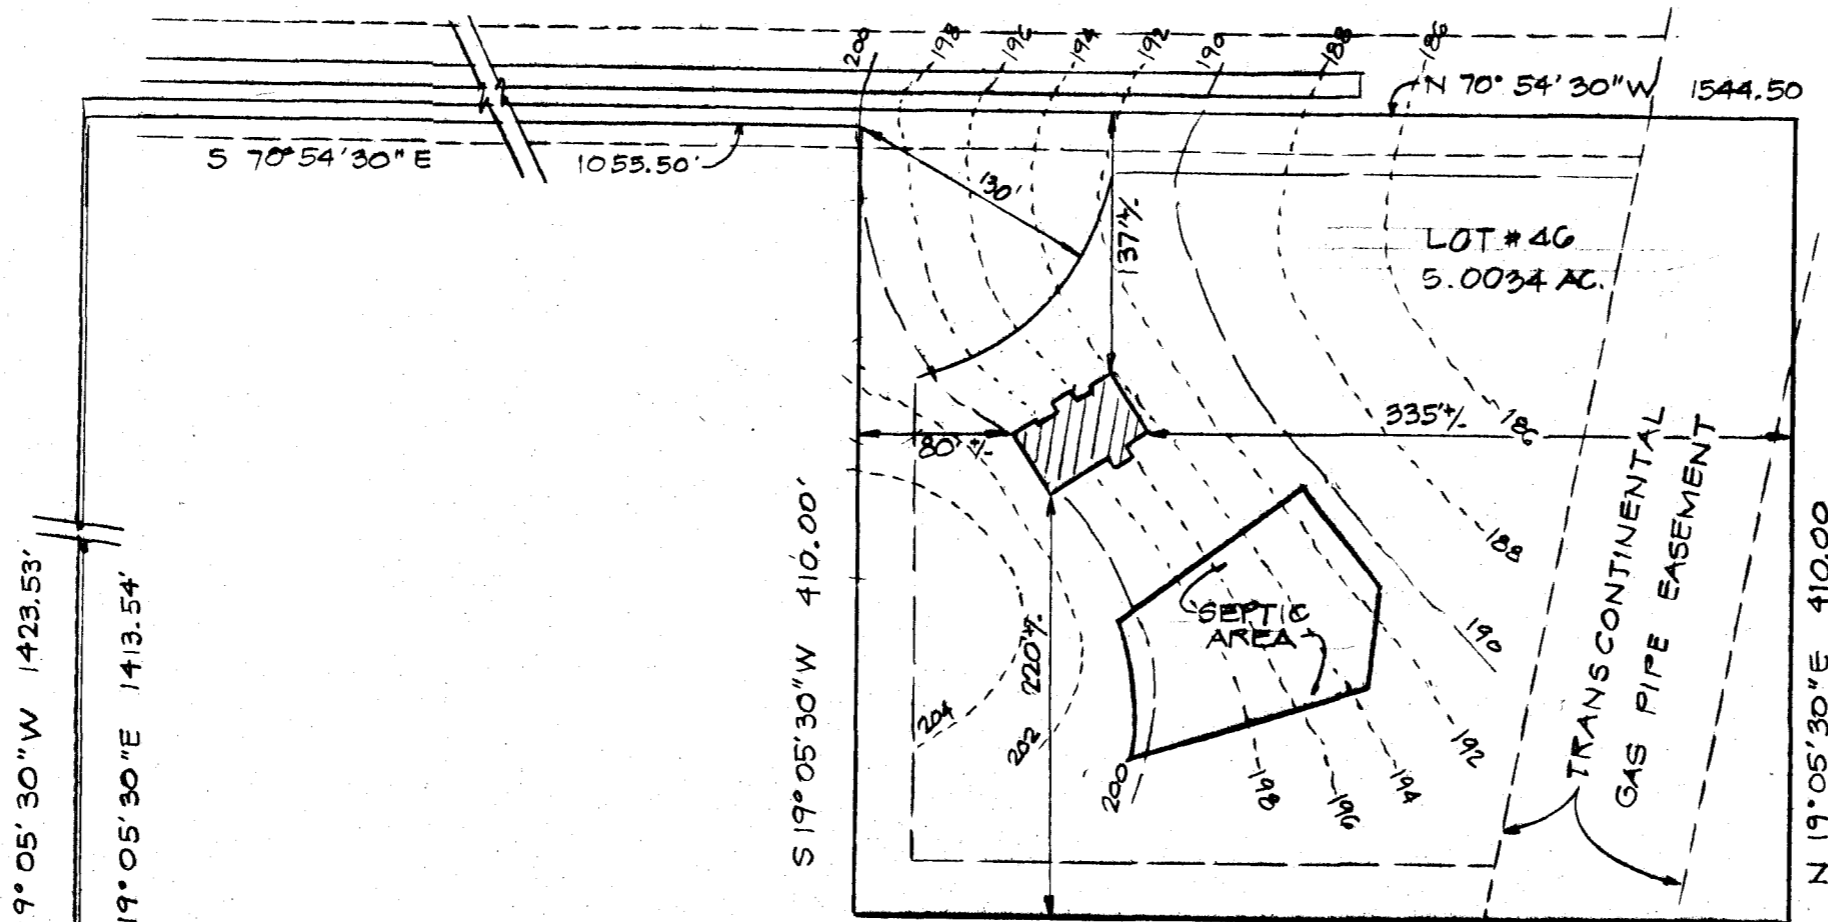 200
198
196
194
192
190
188
186
N 70° 54' 30" W 1544.50
S 70° 54' 30" E 1055.50'
130'
137'+/-
LOT # 46
5.0034 AC.
80'+/-
335'+/-
186
188
190
192
194
196
198
200
202
204
SEPTIC
AREA
220'+/-
S 19° 05' 30" W 410.00'
TRANSCONTINENTAL
GAS PIPE EASEMENT
N 19° 05' 30" E 410.00
9° 05' 30" W 1423.53'
19° 05' 30" E 1413.54'